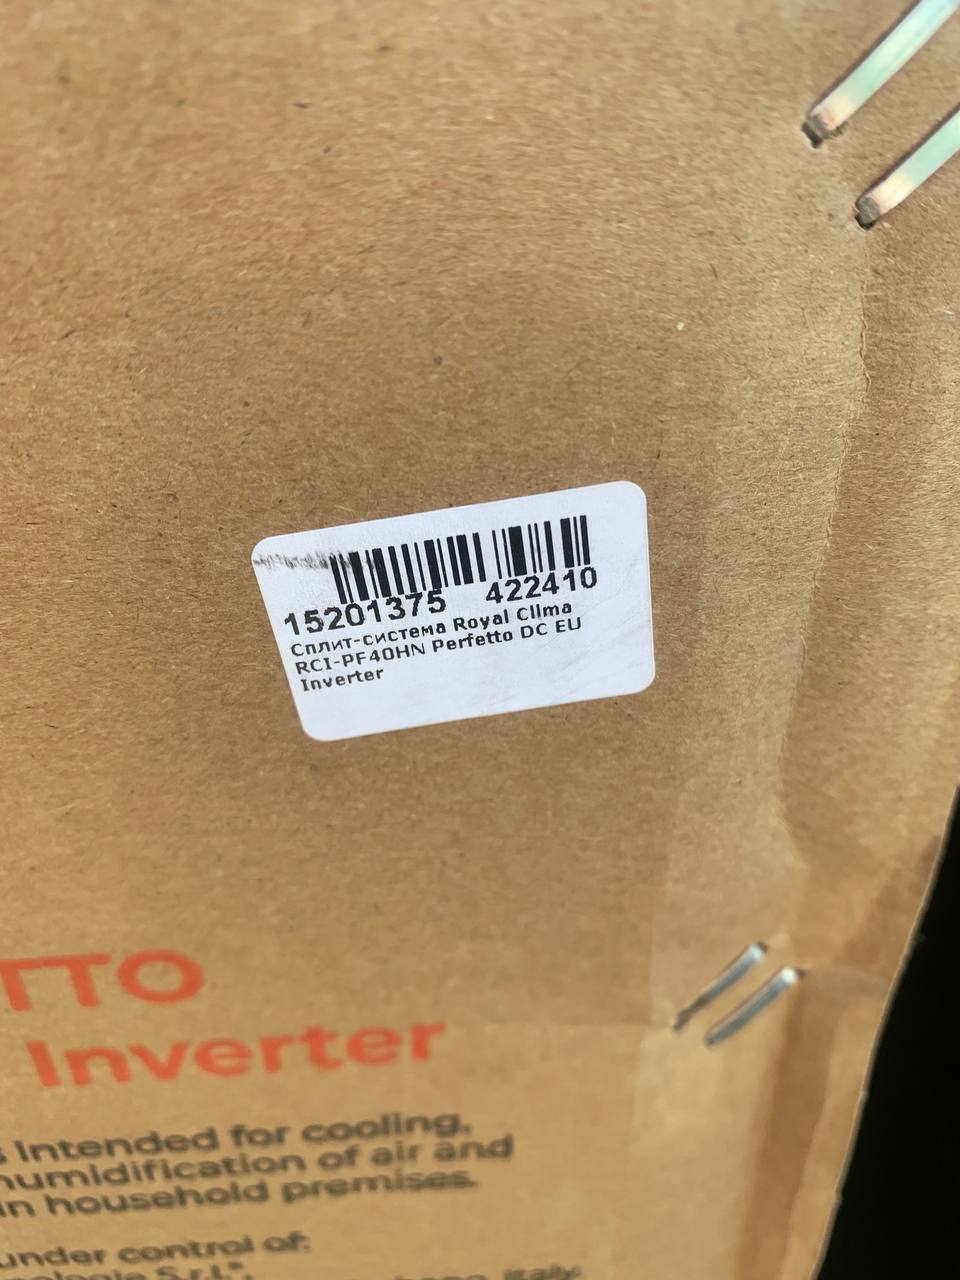 15201375 422410
Сплит-система Royal Clima
RCI-PF40HN Perfetto DC EU
Inverter
TTO
Inverter
s intended for cooling,
humidification of air and
in household premises.
under control of:
S.r.l.",
Italy